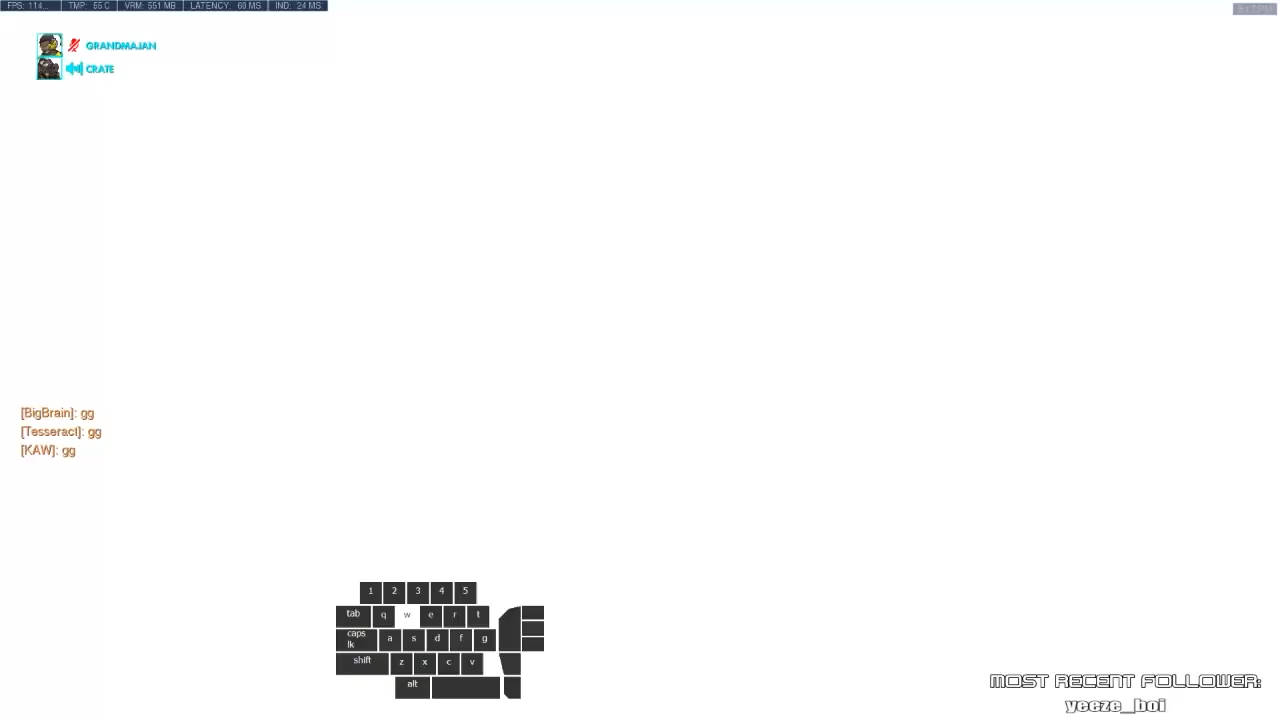 FPS: 114... TMP: 55 C VRM: 551 MB LATENCY: 60 MS IND: 24 MS
GRANDMAJAN
CRATE
[BigBrain]: gg
[Tesseract]: gg
[KAW]: gg
1 2 3 4 5
tab q w e r t
caps lk a s d f g
shift z x c v
alt
MOST RECENT FOLLOWER:
yeeze_boi